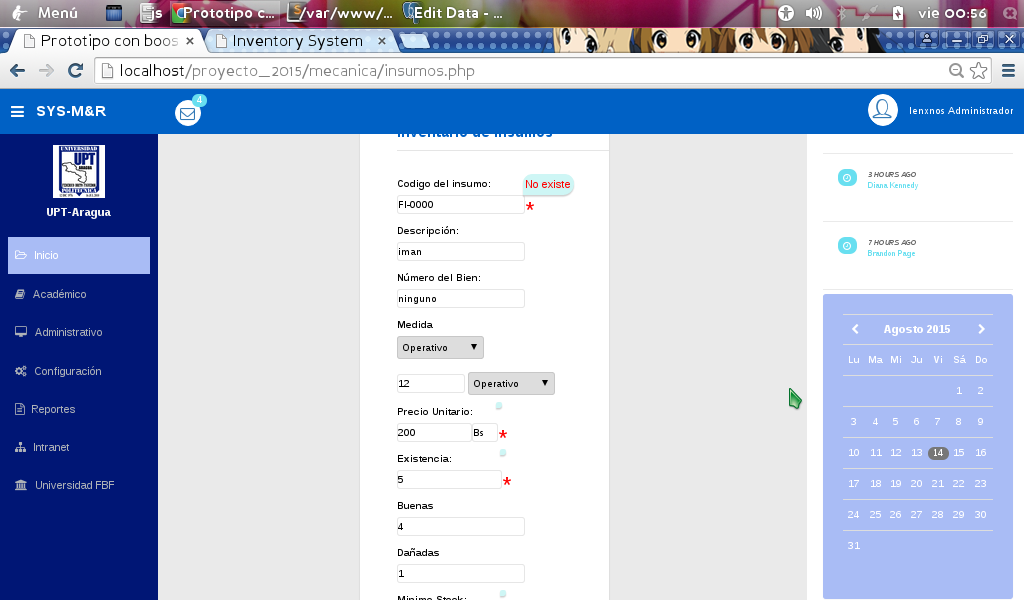 Menú
js
Prototipo c...
/var/www/...
Edit Data - ...
vie 00:56
Prototipo con boos
Inventory System
localhost/proyecto_2015/mecanica/insumos.php
SYS-M&R
4
lenxnos Administrador
UNIVERSIDAD
UPT
ARAGUA
UPT-Aragua
Inicio
Académico
Administrativo
Configuración
Reportes
Intranet
Universidad FBF
Inventario de insumos
Codigo del insumo:
No existe
FI-0000
*
Descripción:
iman
Número del Bien:
ninguno
Medida
Operativo
12
Operativo
Precio Unitario:
200
Bs
*
Existencia:
5
*
Buenas
4
Dañadas
1
Minimo Stock:
3 HOURS AGO
Diana Kennedy
7 HOURS AGO
Brandon Page
Agosto 2015
Lu Ma Mi Ju Vi Sá Do
1 2
3 4 5 6 7 8 9
10 11 12 13 14 15 16
17 18 19 20 21 22 23
24 25 26 27 28 29 30
31